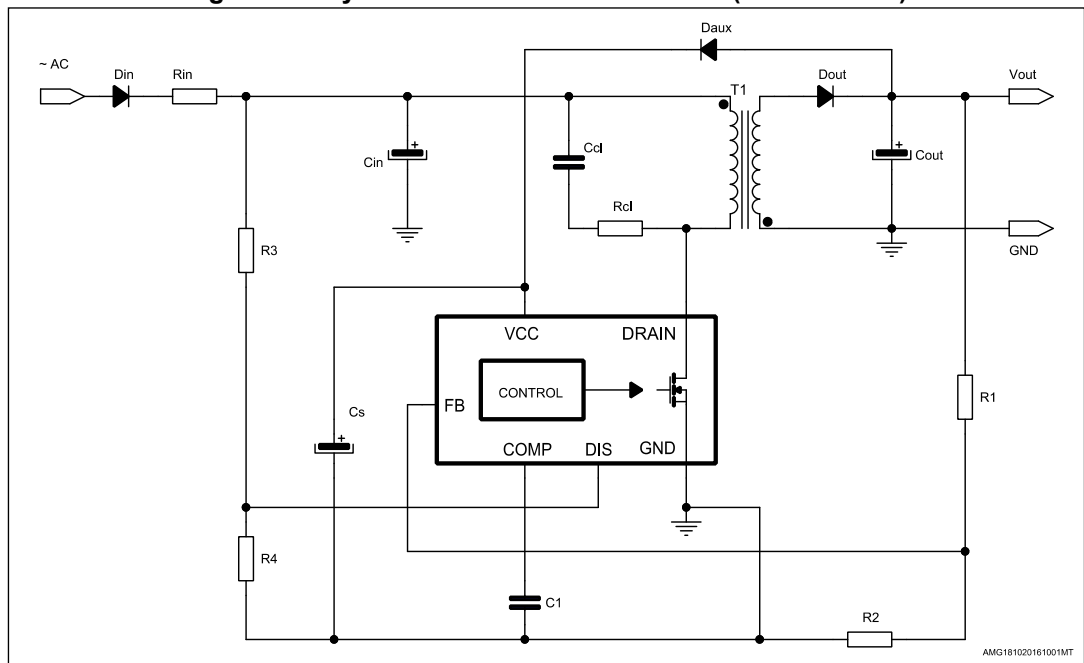 Daux
~ AC
Din
Rin
T1
Dout
Vout
Cin
Ccl
Cout
Rcl
GND
R3
VCC
DRAIN
CONTROL
FB
R1
Cs
COMP
DIS
GND
R4
C1
R2
AMG181020161001MT